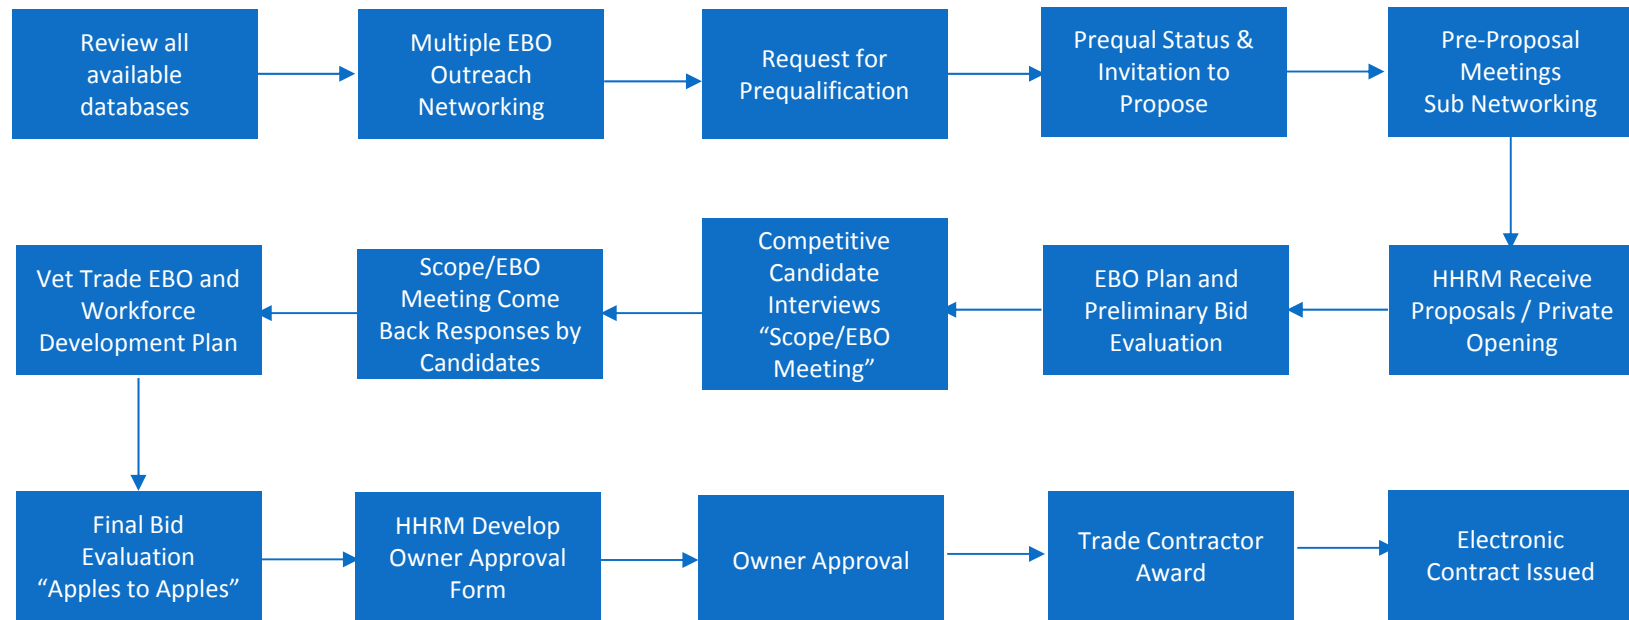 Review all
available
databases
Multiple EBO
Outreach
Networking
Request for
Prequalification
Prequal Status &
Invitation to
Propose
Pre-Proposal
Meetings
Sub Networking
HHRM Receive
Proposals / Private
Opening
EBO Plan and
Preliminary Bid
Evaluation
Competitive
Candidate
Interviews
“Scope/EBO
Meeting”
Scope/EBO
Meeting Come
Back Responses by
Candidates
Vet Trade EBO and
Workforce
Development Plan
Final Bid
Evaluation
“Apples to Apples”
HHRM Develop
Owner Approval
Form
Owner Approval
Trade Contractor
Award
Electronic
Contract Issued